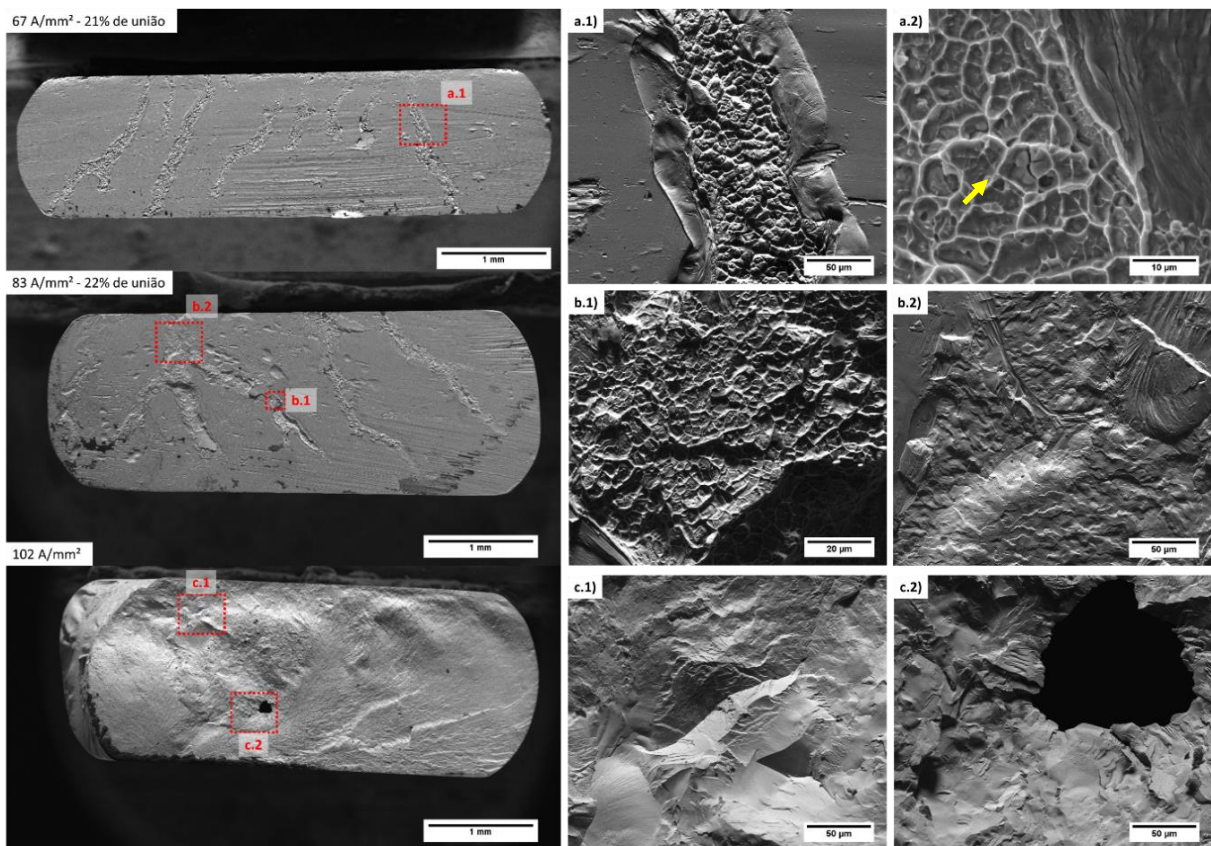 67 A/mm² - 21% de união
a.1
1 mm
a.1)
50 µm
a.2)
10 µm
83 A/mm² - 22% de união
b.2
b.1
1 mm
b.1)
20 µm
b.2)
50 µm
102 A/mm²
c.1
c.2
1 mm
c.1)
50 µm
c.2)
50 µm